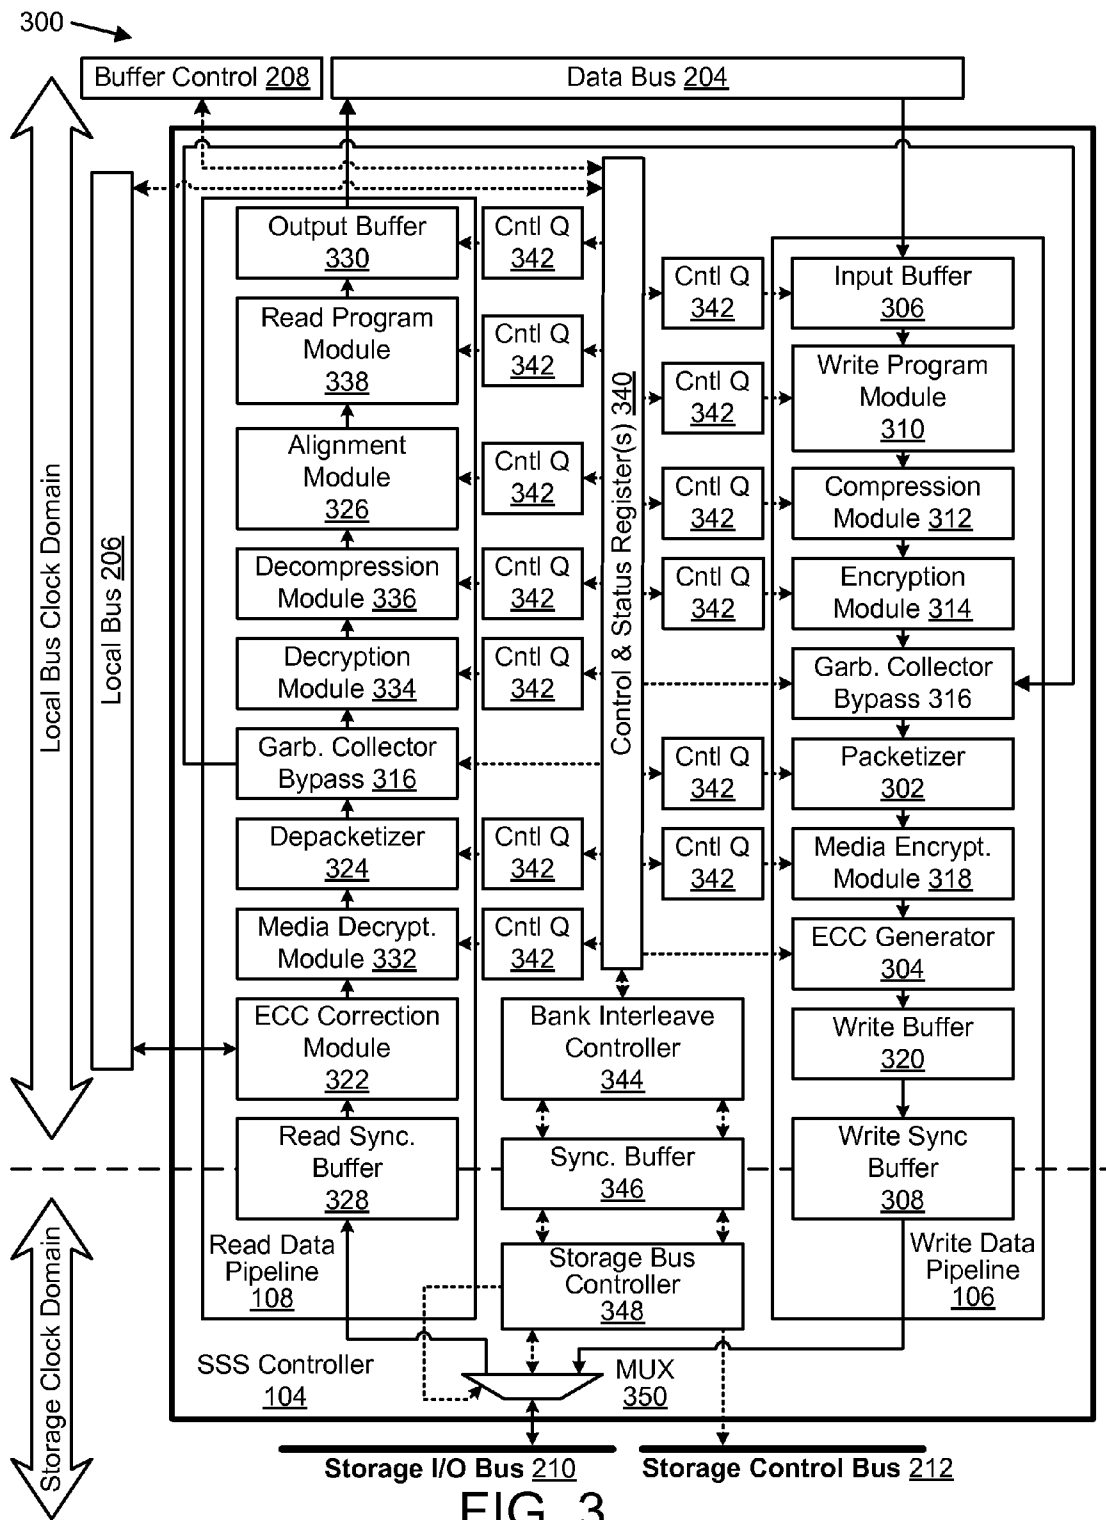 300
Buffer Control 208
Data Bus 204
Local Bus Clock Domain
Local Bus 206
Storage Clock Domain
Output Buffer
330
Read Program
Module
338
Alignment
Module
326
Decompression
Module 336
Decryption
Module 334
Garb. Collector
Bypass 316
Depacketizer
324
Media Decrypt.
Module 332
ECC Correction
Module
322
Read Sync.
Buffer
328
Read Data
Pipeline
108
Cntl Q
342
Cntl Q
342
Cntl Q
342
Cntl Q
342
Cntl Q
342
Cntl Q
342
Cntl Q
342
Control & Status Register(s) 340
Cntl Q
342
Cntl Q
342
Cntl Q
342
Cntl Q
342
Cntl Q
342
Cntl Q
342
Bank Interleave
Controller
344
Sync. Buffer
346
Storage Bus
Controller
348
Input Buffer
306
Write Program
Module
310
Compression
Module 312
Encryption
Module 314
Garb. Collector
Bypass 316
Packetizer
302
Media Encrypt.
Module 318
ECC Generator
304
Write Buffer
320
Write Sync
Buffer
308
Write Data
Pipeline
106
SSS Controller
104
MUX
350
Storage I/O Bus 210
Storage Control Bus 212
FIG. 3